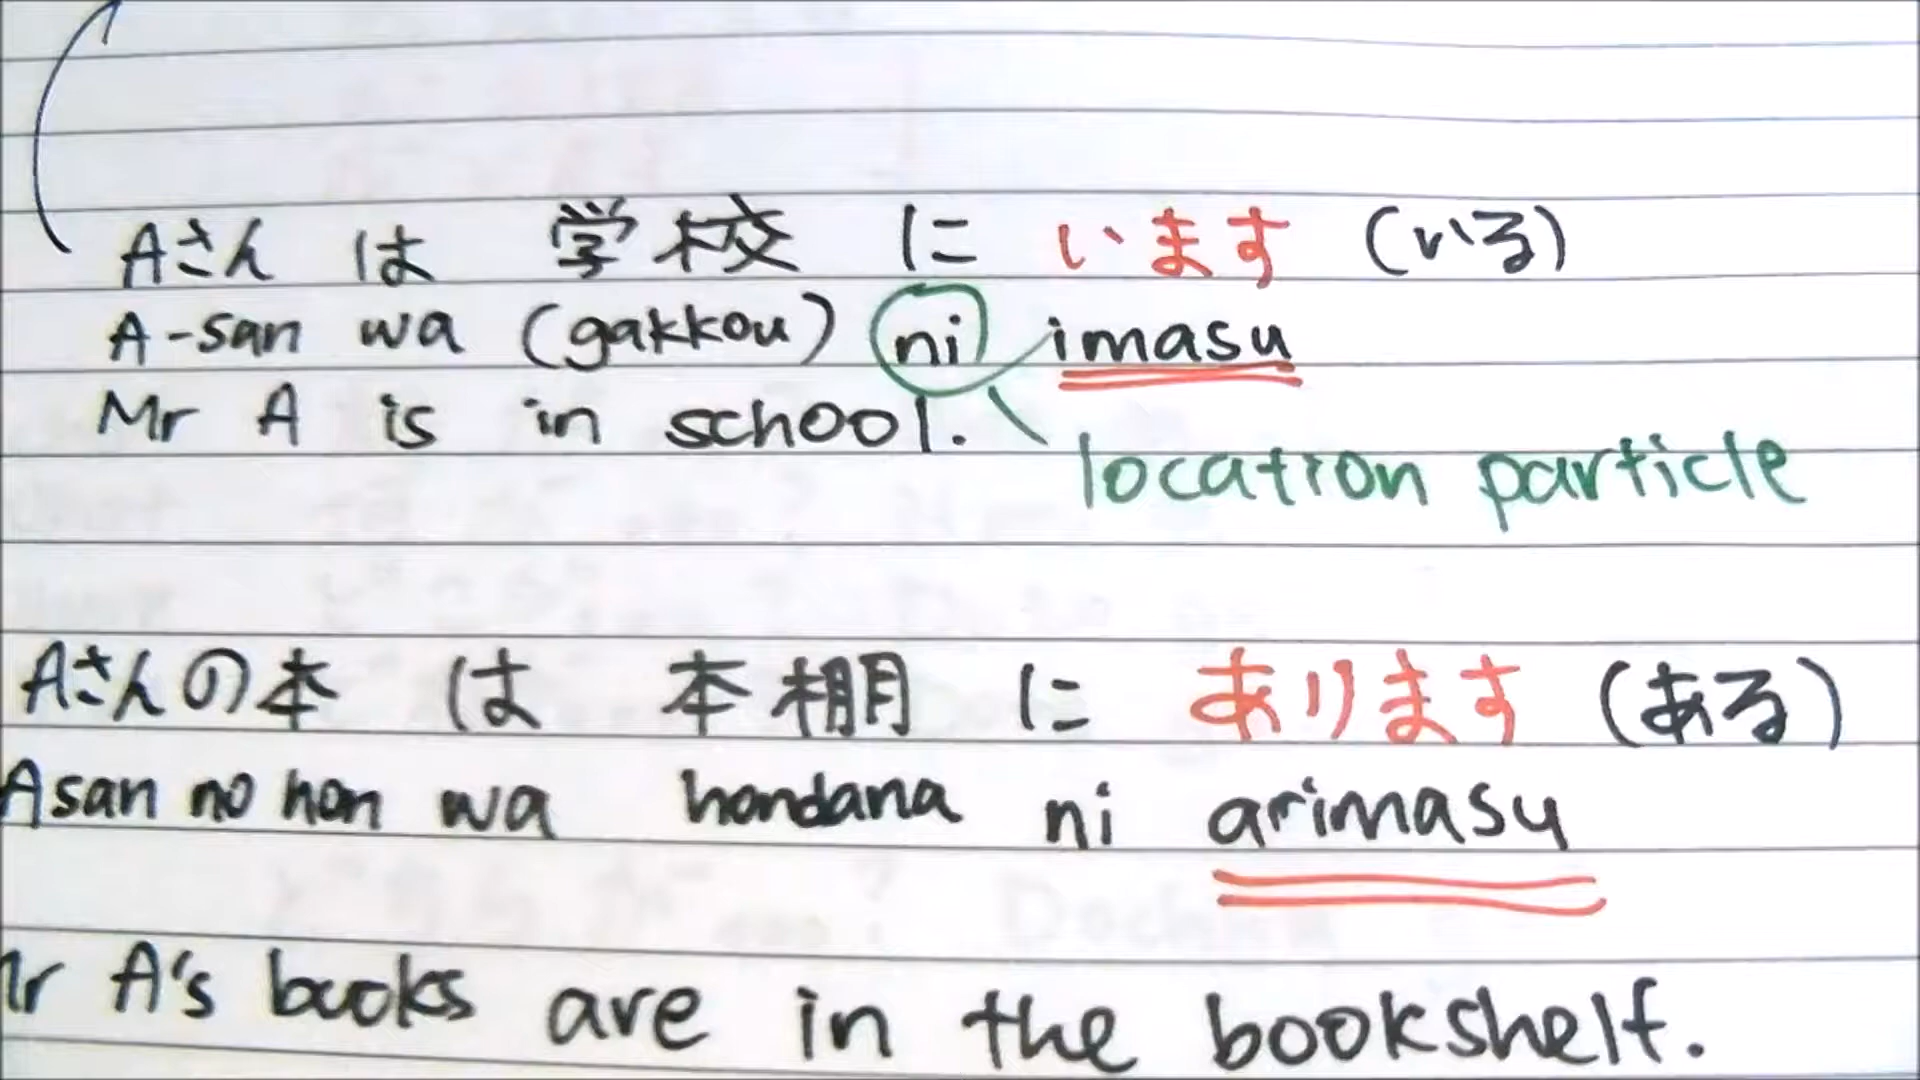 Aさん は 学校 に います (いる)
A-san wa (gakkou) ni imasu
Mr A is in school.
location particle
Aさんの本 は 本棚 に あります (ある)
A san no hon wa hondana ni arimasu
Mr A's books are in the bookshelf.